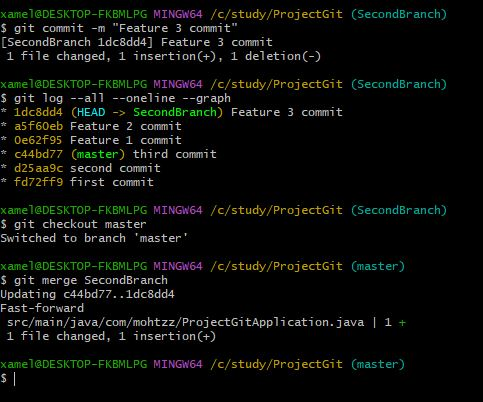 xamel@DESKTOP-FKBMLPG MINGW64 /c/study/ProjectGit (SecondBranch)
$ git commit -m "Feature 3 commit"
[SecondBranch 1dc8dd4] Feature 3 commit
 1 file changed, 1 insertion(+), 1 deletion(-)
xamel@DESKTOP-FKBMLPG MINGW64 /c/study/ProjectGit (SecondBranch)
$ git log --all --oneline --graph
* 1dc8dd4 (HEAD -> SecondBranch) Feature 3 commit
* a5f60eb Feature 2 commit
* 0e62f95 Feature 1 commit
* c44bd77 (master) third commit
* d25aa9c second commit
* fd72ff9 first commit
xamel@DESKTOP-FKBMLPG MINGW64 /c/study/ProjectGit (SecondBranch)
$ git checkout master
Switched to branch 'master'
xamel@DESKTOP-FKBMLPG MINGW64 /c/study/ProjectGit (master)
$ git merge SecondBranch
Updating c44bd77..1dc8dd4
Fast-forward
 src/main/java/com/mohtzz/ProjectGitApplication.java | 1 +
 1 file changed, 1 insertion(+)
xamel@DESKTOP-FKBMLPG MINGW64 /c/study/ProjectGit (master)
$